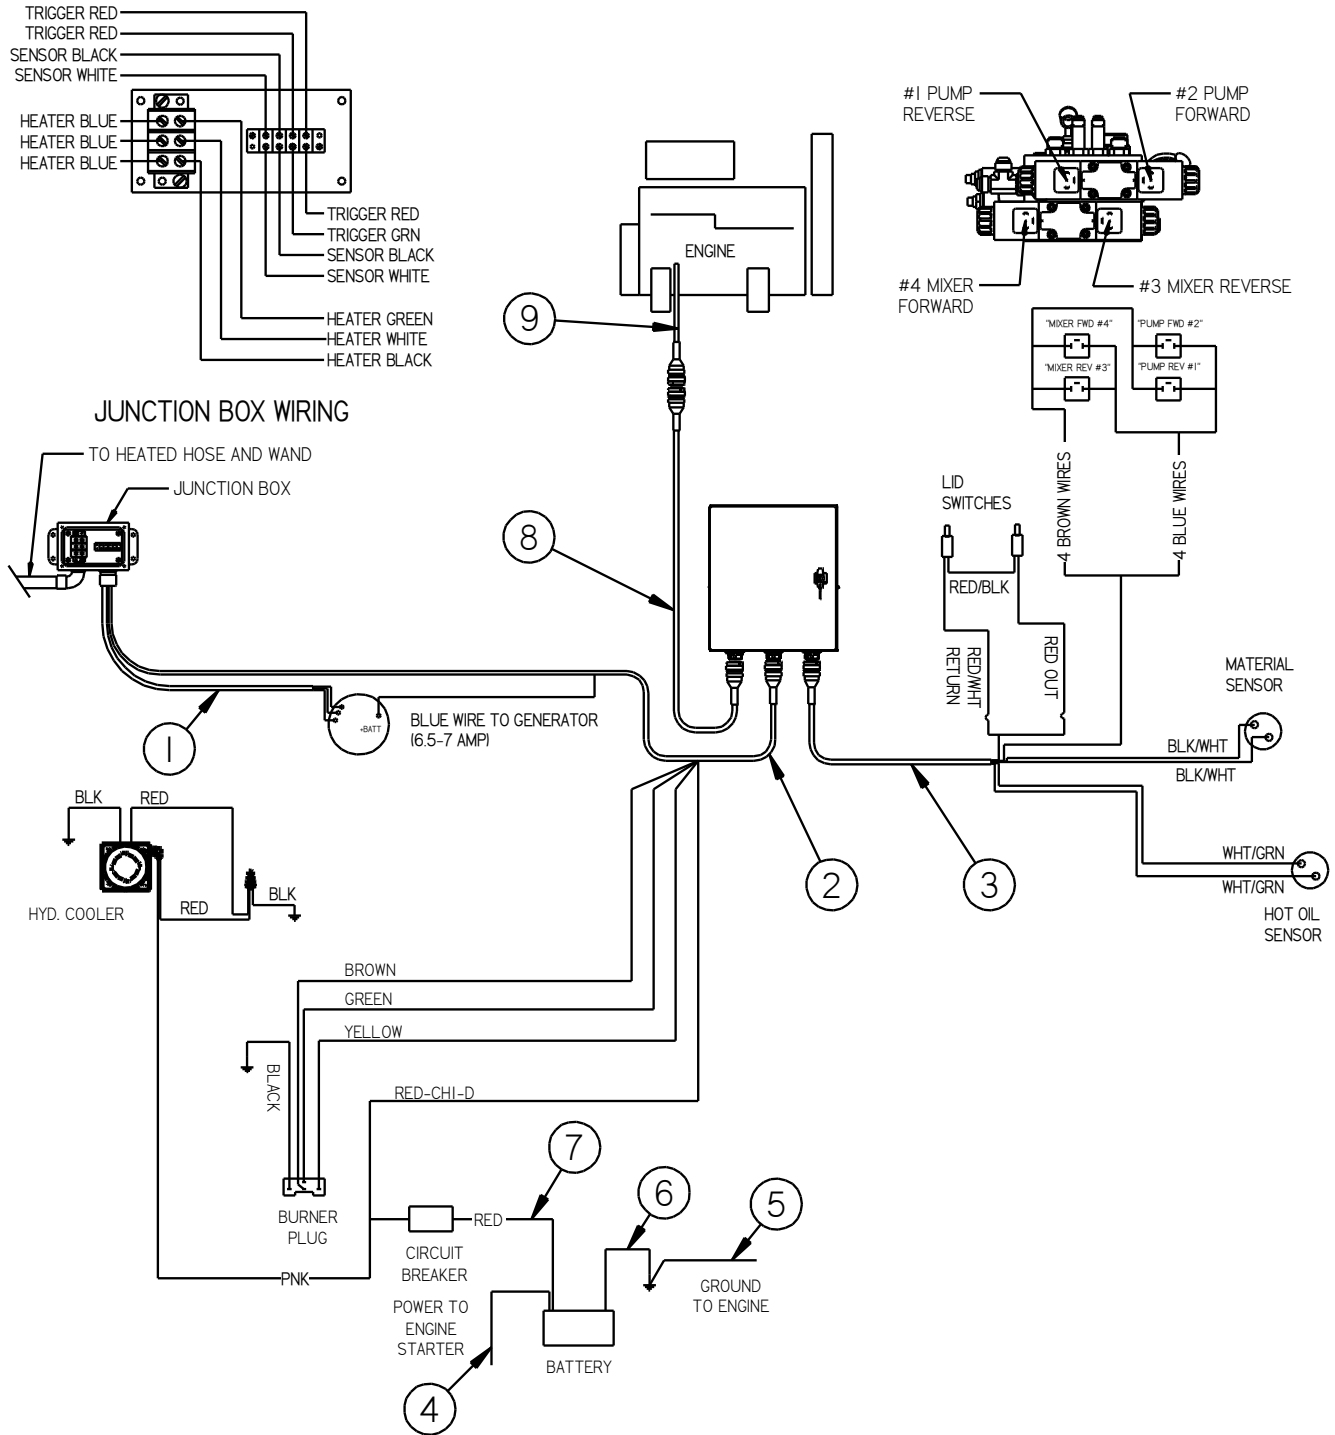 TRIGGER RED
TRIGGER RED
SENSOR BLACK
SENSOR WHITE
HEATER BLUE
HEATER BLUE
HEATER BLUE
TRIGGER RED
TRIGGER GRN
SENSOR BLACK
SENSOR WHITE
HEATER GREEN
HEATER WHITE
HEATER BLACK
JUNCTION BOX WIRING
TO HEATED HOSE AND WAND
JUNCTION BOX
ENGINE
9
8
#1 PUMP
REVERSE
#2 PUMP
FORWARD
#4 MIXER
FORWARD
#3 MIXER REVERSE
"MIXER FWD #4"
"PUMP FWD #2"
"MIXER REV #3"
"PUMP REV #1"
4 BROWN WIRES
4 BLUE WIRES
LID
SWITCHES
RED/BLK
RED/WHT
RETURN
RED OUT
MATERIAL
SENSOR
BLK/WHT
BLK/WHT
WHT/GRN
WHT/GRN
HOT OIL
SENSOR
1
+BATT
BLUE WIRE TO GENERATOR
(6.5-7 AMP)
2
3
BLK
RED
HYD. COOLER
RED
BLK
BROWN
GREEN
YELLOW
BLACK
RED-CHI-D
BURNER
PLUG
PNK
CIRCUIT
BREAKER
RED
7
6
5
GROUND
TO ENGINE
POWER TO
ENGINE
STARTER
BATTERY
4